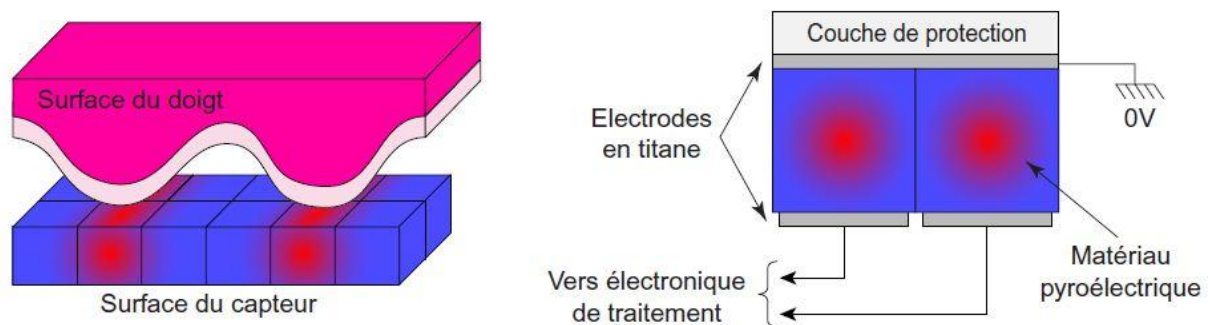 Surface du doigt
Surface du capteur
Couche de protection
Electrodes
en titane
0V
Vers électronique
de traitement
Matériau
pyroélectrique